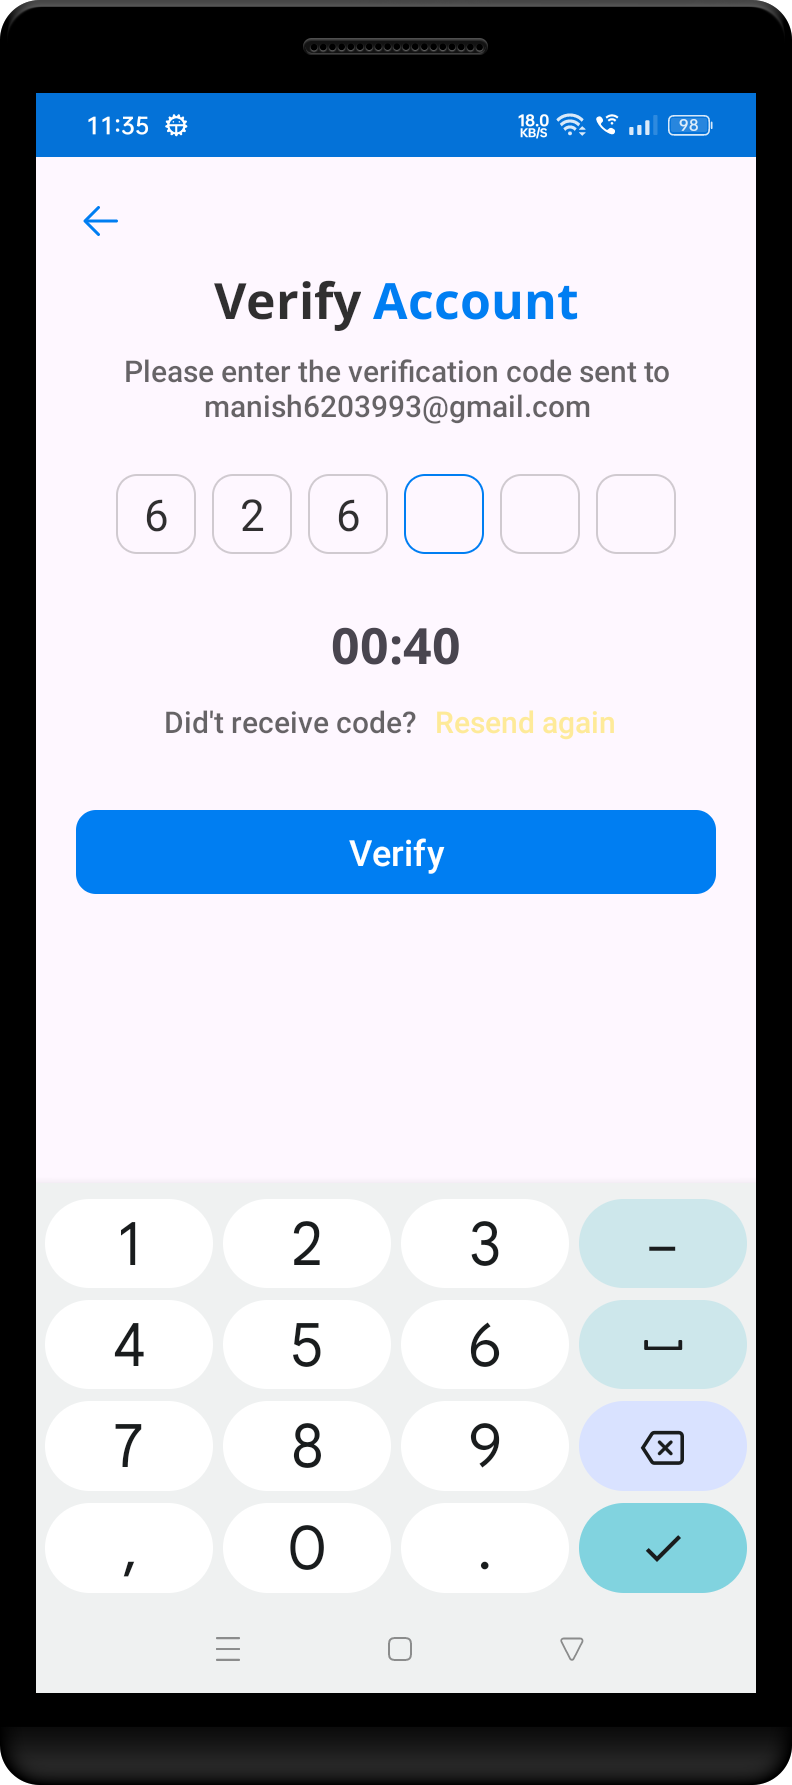 11:35 18.0 KB/S 98
Verify Account
Please enter the verification code sent to
manish6203993@gmail.com
6 2 6
00:40
Did't receive code? Resend again
Verify
1 2 3 –
4 5 6
7 8 9
, 0 .